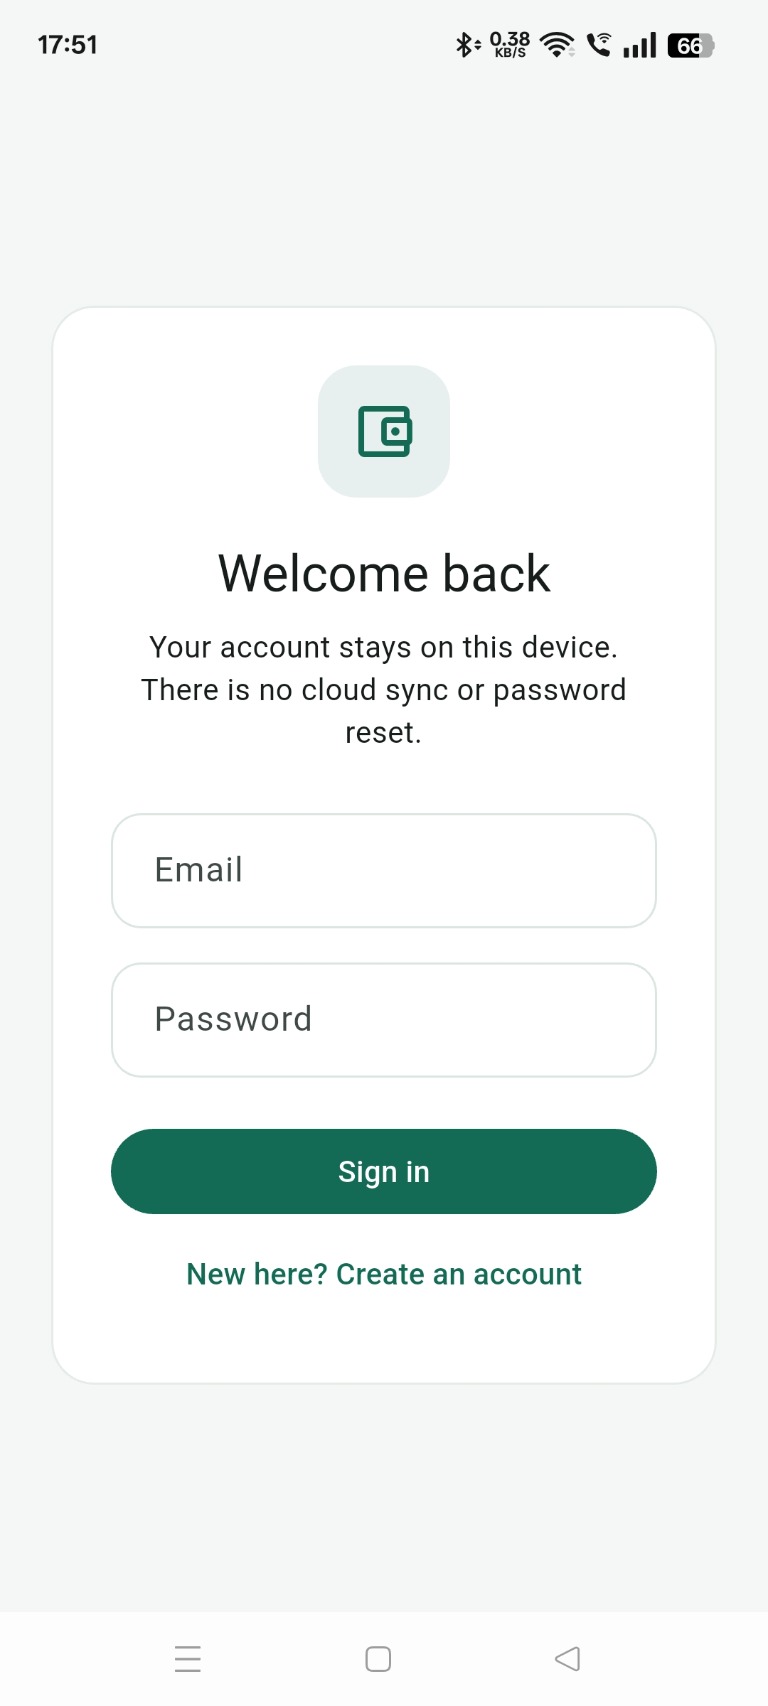 17:51
0.38
KB/S
66
Welcome back
Your account stays on this device.
There is no cloud sync or password
reset.
Email
Password
Sign in
New here? Create an account